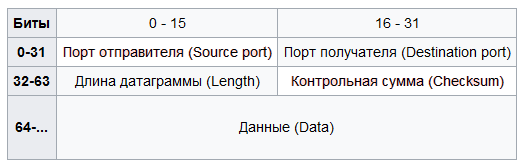 Биты 0 - 15 16 - 31
0-31 Порт отправителя (Source port) Порт получателя (Destination port)
32-63 Длина датаграммы (Length) Контрольная сумма (Checksum)
64-... Данные (Data)